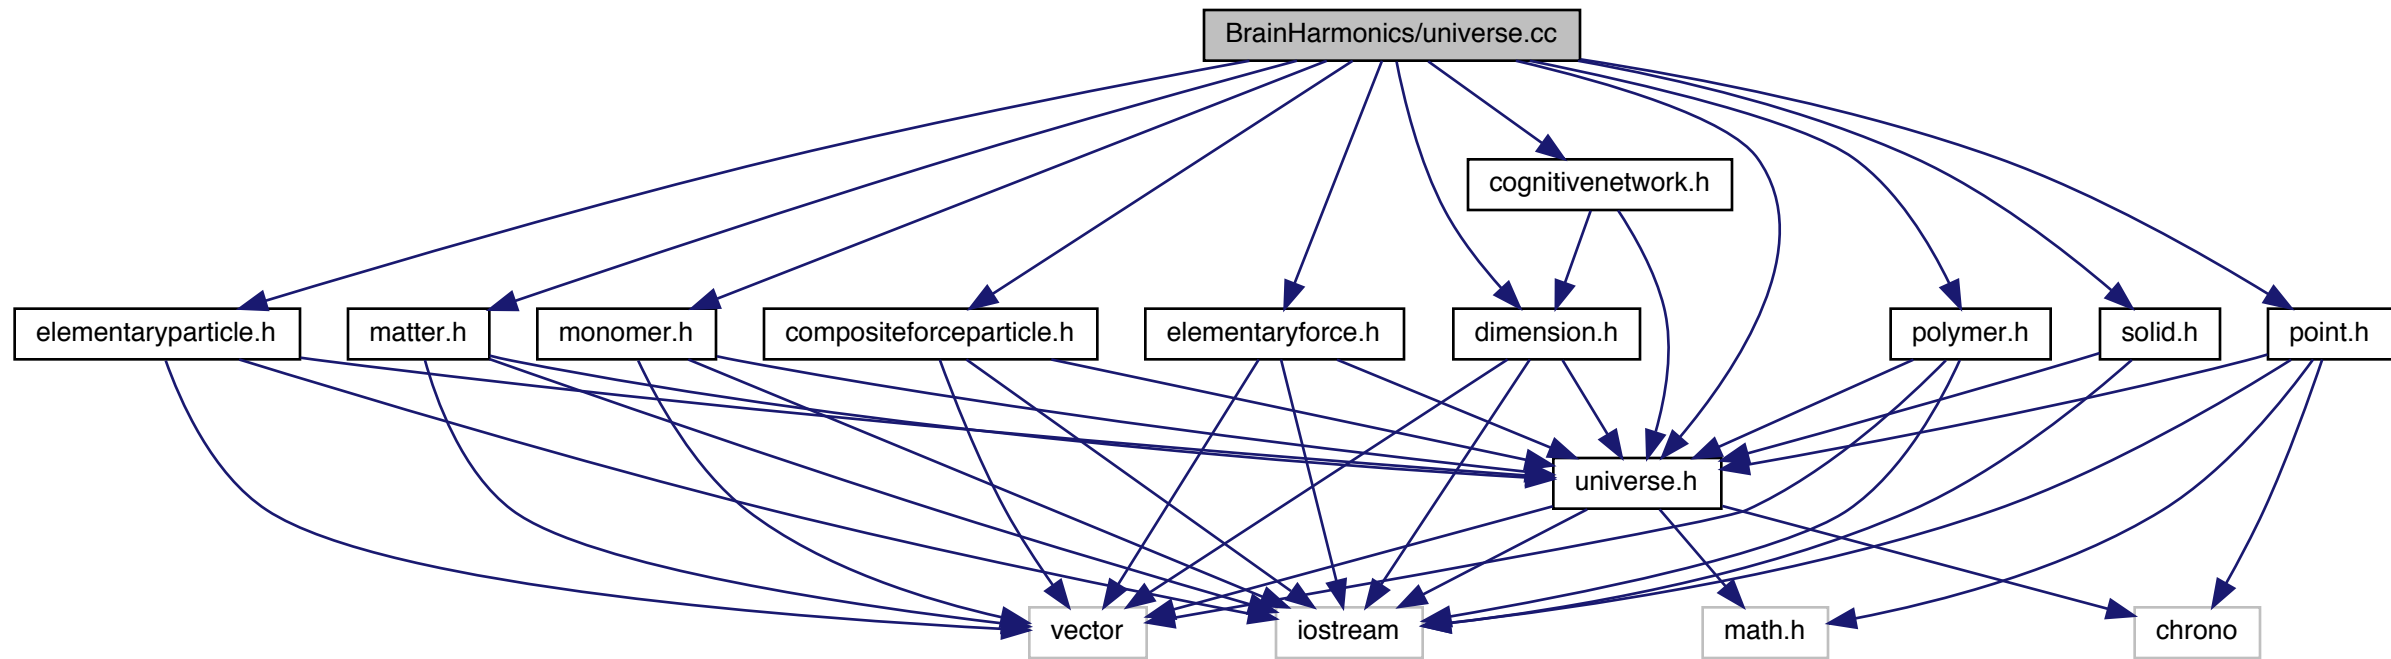 BrainHarmonics/universe.cc
cognitivenetwork.h
elementaryparticle.h
matter.h
monomer.h
compositeforceparticle.h
elementaryforce.h
dimension.h
polymer.h
solid.h
point.h
universe.h
vector
iostream
math.h
chrono